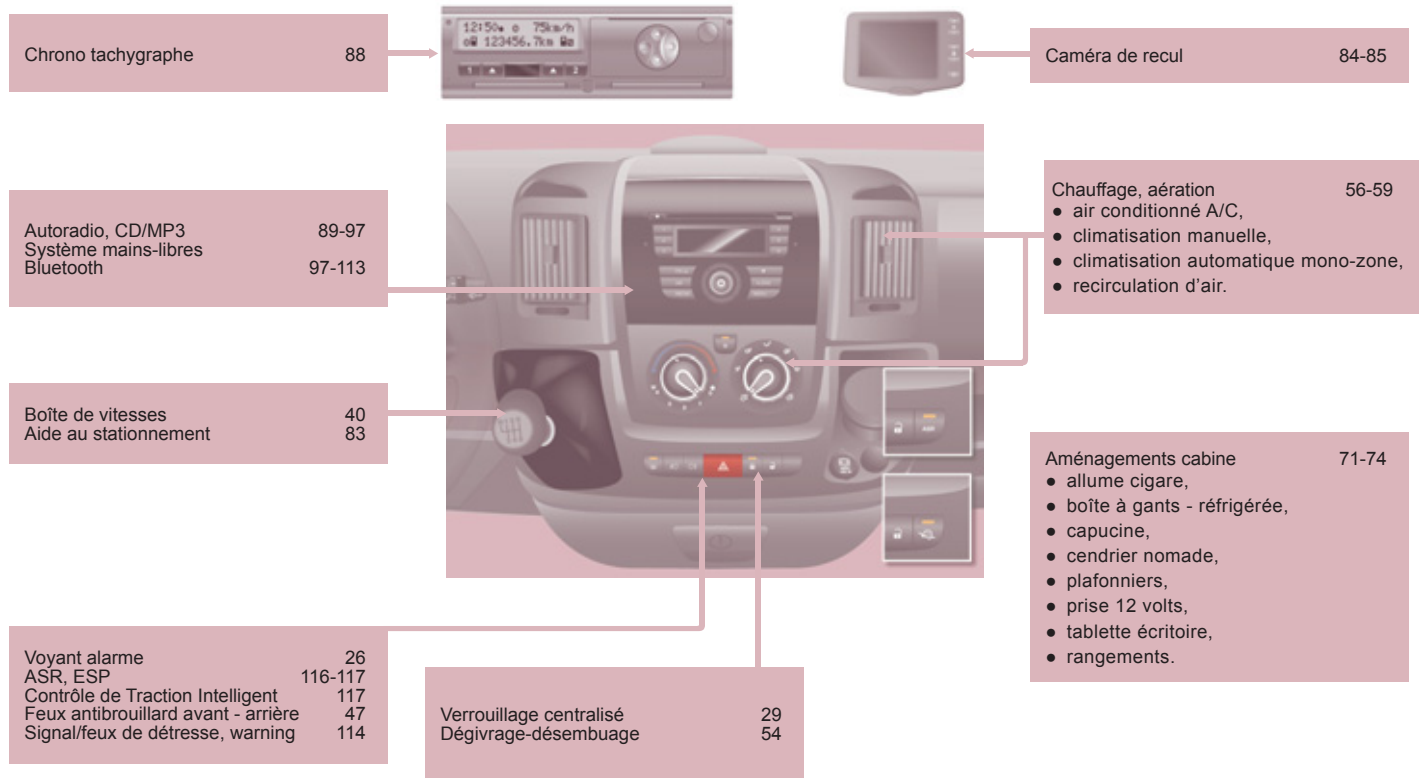 Chrono tachygraphe 88
12:50 75km/h
123456.7km
1 2
Caméra de recul 84-85
Autoradio, CD/MP3 89-97
Système mains-libres
Bluetooth 97-113
Chauffage, aération 56-59
● air conditionné A/C,
● climatisation manuelle,
● climatisation automatique mono-zone,
● recirculation d'air.
Boîte de vitesses 40
Aide au stationnement 83
ASR
Aménagements cabine 71-74
● allume cigare,
● boîte à gants - réfrigérée,
● capucine,
● cendrier nomade,
● plafonniers,
● prise 12 volts,
● tablette écritoire,
● rangements.
Voyant alarme 26
ASR, ESP 116-117
Contrôle de Traction Intelligent 117
Feux antibrouillard avant - arrière 47
Signal/feux de détresse, warning 114
Verrouillage centralisé 29
Dégivrage-désembuage 54